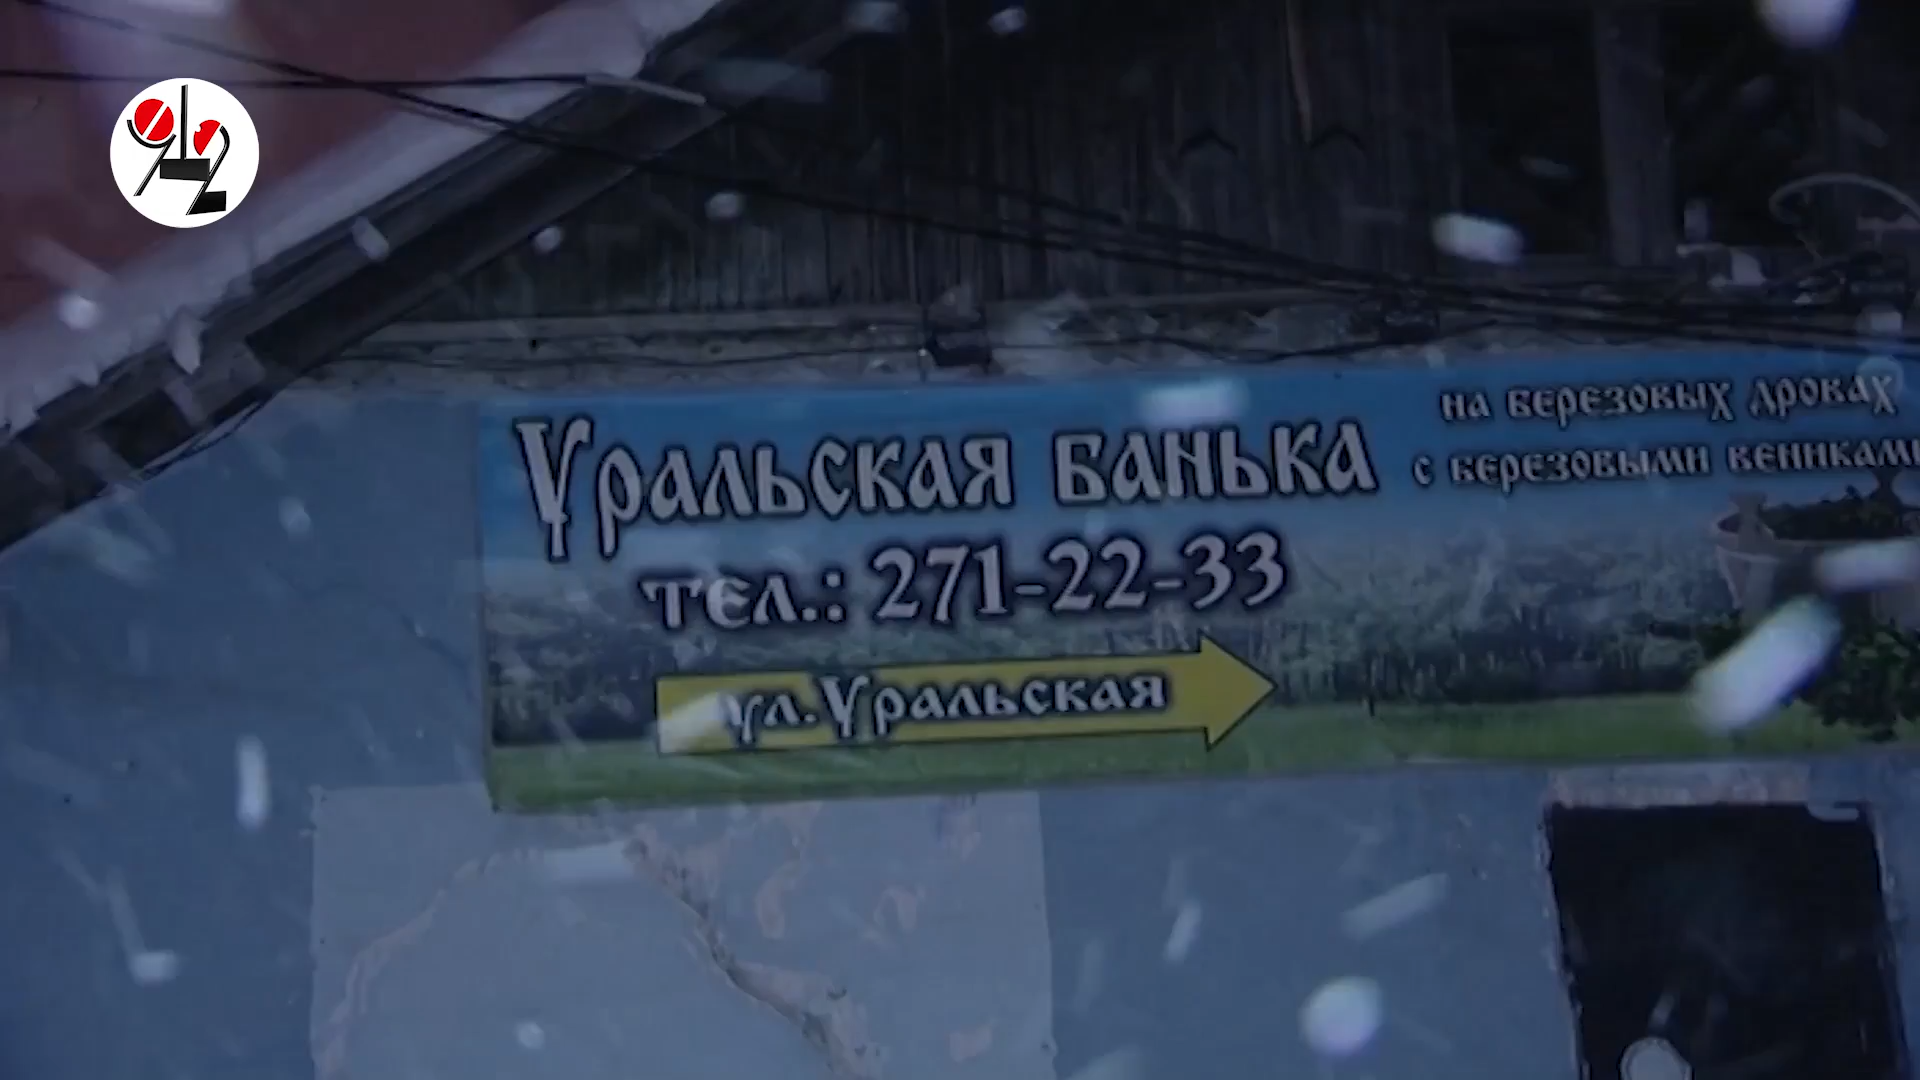 Уральская банька
на березовых дровах
с березовыми вениками
тел.: 271-22-33
ул.Уральская